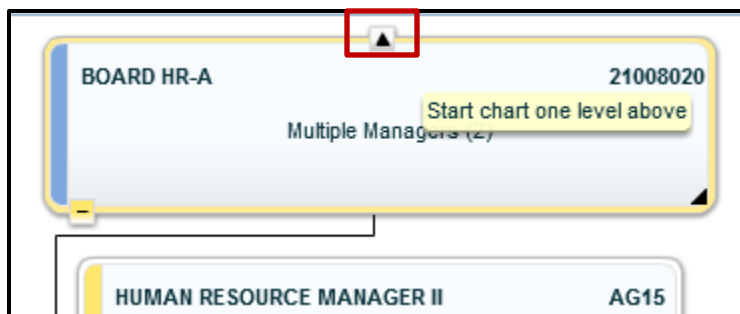 BOARD HR-A 21008020
Start chart one level above
Multiple Managers (2)
HUMAN RESOURCE MANAGER II AG15